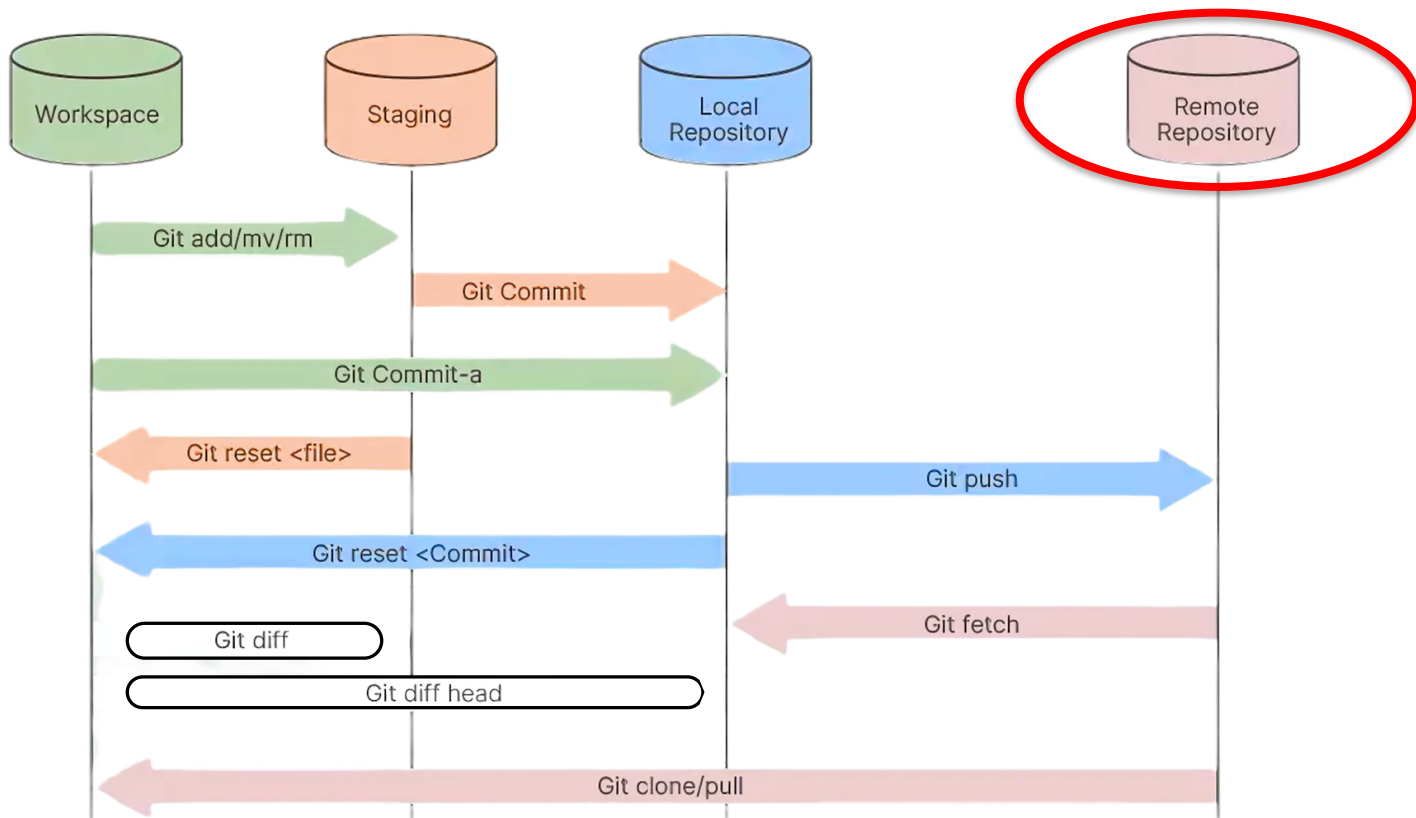 Workspace
Staging
Local
Repository
Remote
Repository
Git add/mv/rm
Git Commit
Git Commit-a
Git reset <file>
Git push
Git reset <Commit>
Git fetch
Git diff
Git diff head
Git clone/pull